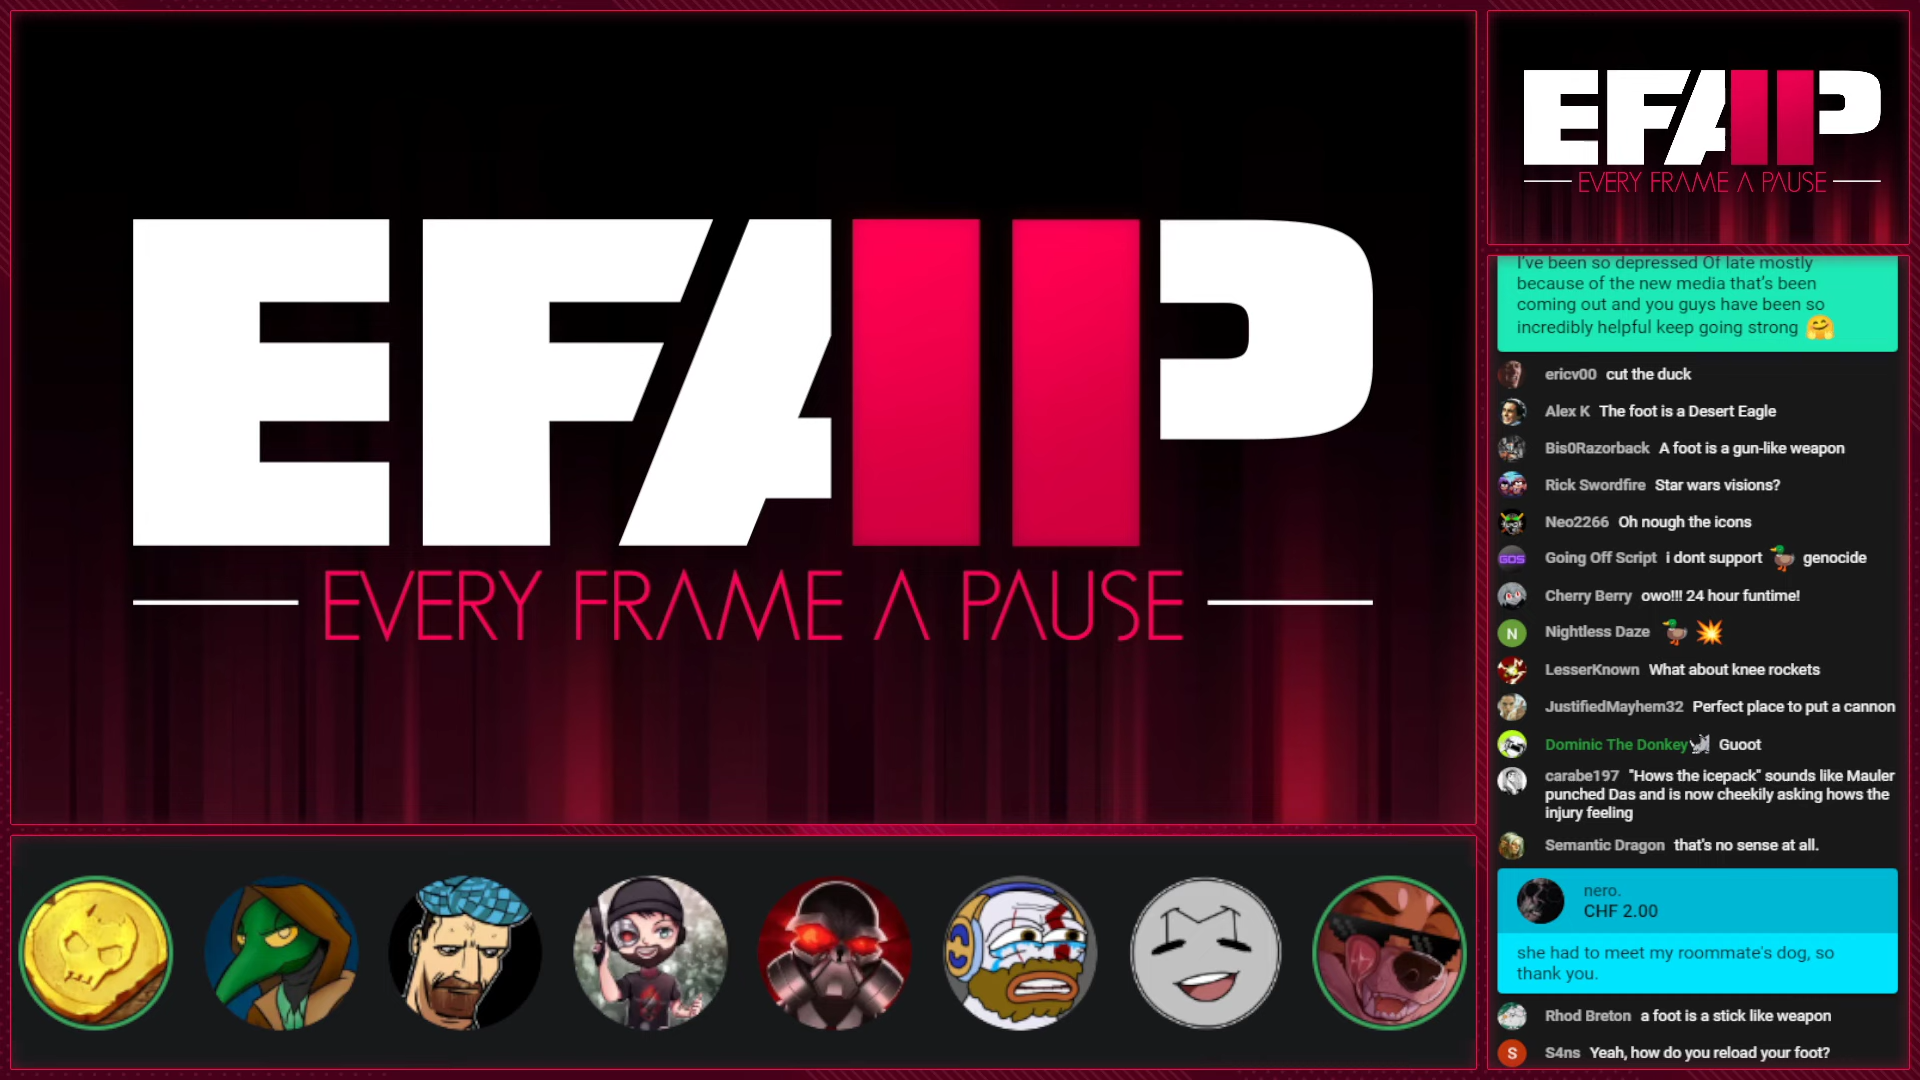 EFAP
EVERY FRAME A PAUSE
EFAP
EVERY FRAME A PAUSE
I've been so depressed Of late mostly
because of the new media that's been
coming out and you guys have been so
incredibly helpful keep going strong 🤗
ericv00 cut the duck
Alex K The foot is a Desert Eagle
Bis0Razorback A foot is a gun-like weapon
Rick Swordfire Star wars visions?
Neo2266 Oh nough the icons
GOS Going Off Script i dont support 🦆 genocide
Cherry Berry owo!!! 24 hour funtime!
N Nightless Daze 🦆 💥
LesserKnown What about knee rockets
JustifiedMayhem32 Perfect place to put a cannon
Dominic The Donkey Guoot
carabe197 "Hows the icepack" sounds like Mauler
punched Das and is now cheekily asking hows the
injury feeling
Semantic Dragon that's no sense at all.
nero.
CHF 2.00
she had to meet my roommate's dog, so
thank you.
Rhod Breton a foot is a stick like weapon
S S4ns Yeah, how do you reload your foot?